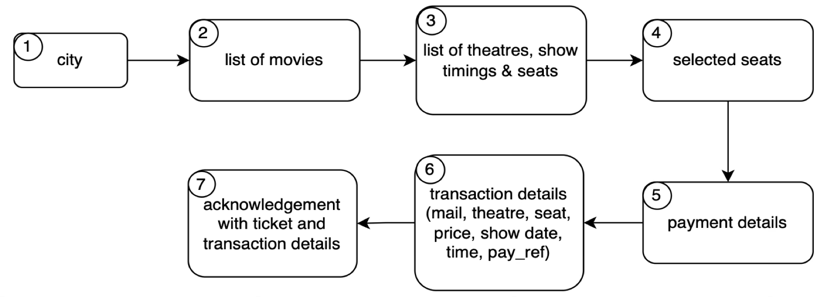 1
city
2
list of movies
3
list of theatres, show
timings & seats
4
selected seats
5
payment details
6
transaction details
(mail, theatre, seat,
price, show date,
time, pay_ref)
7
acknowledgement
with ticket and
transaction details